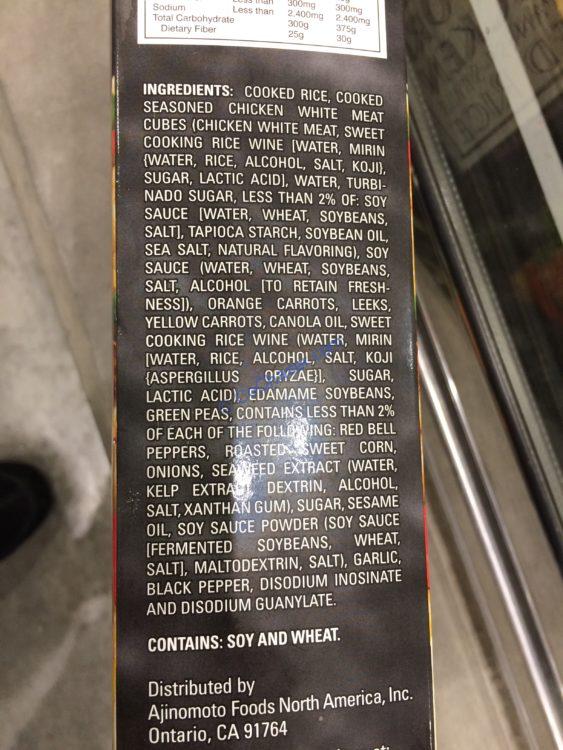 Less than 300mg 300mg
Sodium Less than 2,400mg 2,400mg
Total Carbohydrate 300g 375g
Dietary Fiber 25g 30g
INGREDIENTS: COOKED RICE, COOKED
SEASONED CHICKEN WHITE MEAT
CUBES (CHICKEN WHITE MEAT, SWEET
COOKING RICE WINE [WATER, MIRIN
{WATER, RICE, ALCOHOL, SALT, KOJI},
SUGAR, LACTIC ACID], WATER, TURBI-
NADO SUGAR, LESS THAN 2% OF: SOY
SAUCE [WATER, WHEAT, SOYBEANS,
SALT], TAPIOCA STARCH, SOYBEAN OIL,
SEA SALT, NATURAL FLAVORING), SOY
SAUCE (WATER, WHEAT, SOYBEANS,
SALT, ALCOHOL [TO RETAIN FRESH-
NESS]), ORANGE CARROTS, LEEKS,
YELLOW CARROTS, CANOLA OIL, SWEET
COOKING RICE WINE (WATER, MIRIN
[WATER, RICE, ALCOHOL, SALT, KOJI
{ASPERGILLUS ORYZAE}], SUGAR,
LACTIC ACID), EDAMAME SOYBEANS,
GREEN PEAS, CONTAINS LESS THAN 2%
OF EACH OF THE FOLLOWING: RED BELL
PEPPERS, ROASTED SWEET CORN,
ONIONS, SEAWEED EXTRACT (WATER,
KELP EXTRACT, DEXTRIN, ALCOHOL,
SALT, XANTHAN GUM), SUGAR, SESAME
OIL, SOY SAUCE POWDER (SOY SAUCE
[FERMENTED SOYBEANS, WHEAT,
SALT], MALTODEXTRIN, SALT), GARLIC,
BLACK PEPPER, DISODIUM INOSINATE
AND DISODIUM GUANYLATE.
CONTAINS: SOY AND WHEAT.
Distributed by
Ajinomoto Foods North America, Inc.
Ontario, CA 91764